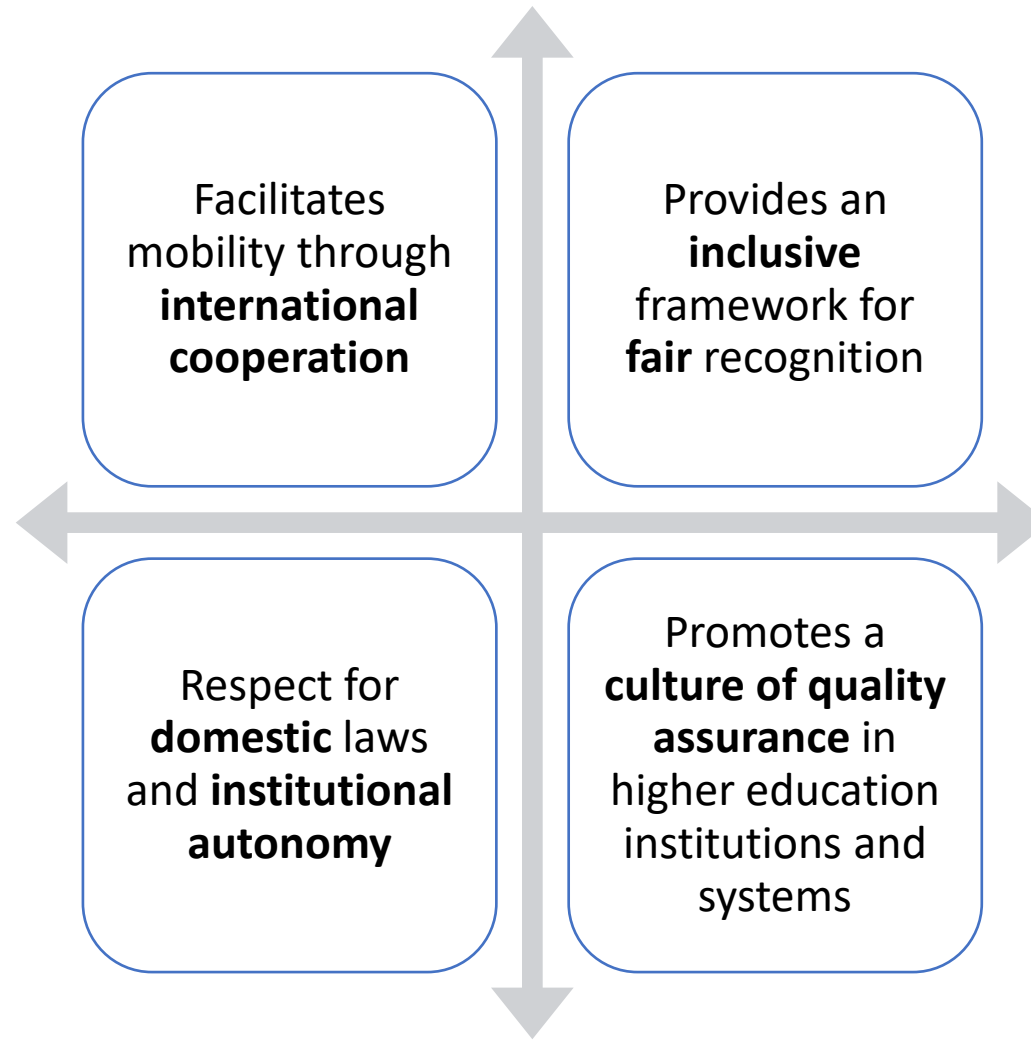 Facilitates
mobility through
international
cooperation
Provides an
inclusive
framework for
fair recognition
Respect for
domestic laws
and institutional
autonomy
Promotes a
culture of quality
assurance in
higher education
institutions and
systems